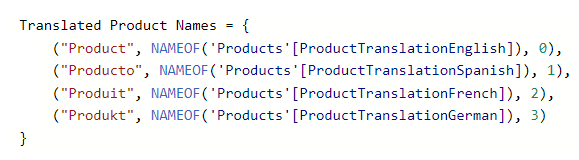 Translated Product Names = {
("Product", NAMEOF('Products'[ProductTranslationEnglish]), 0),
("Producto", NAMEOF('Products'[ProductTranslationSpanish]), 1),
("Produit", NAMEOF('Products'[ProductTranslationFrench]), 2),
("Produkt", NAMEOF('Products'[ProductTranslationGerman]), 3)
}